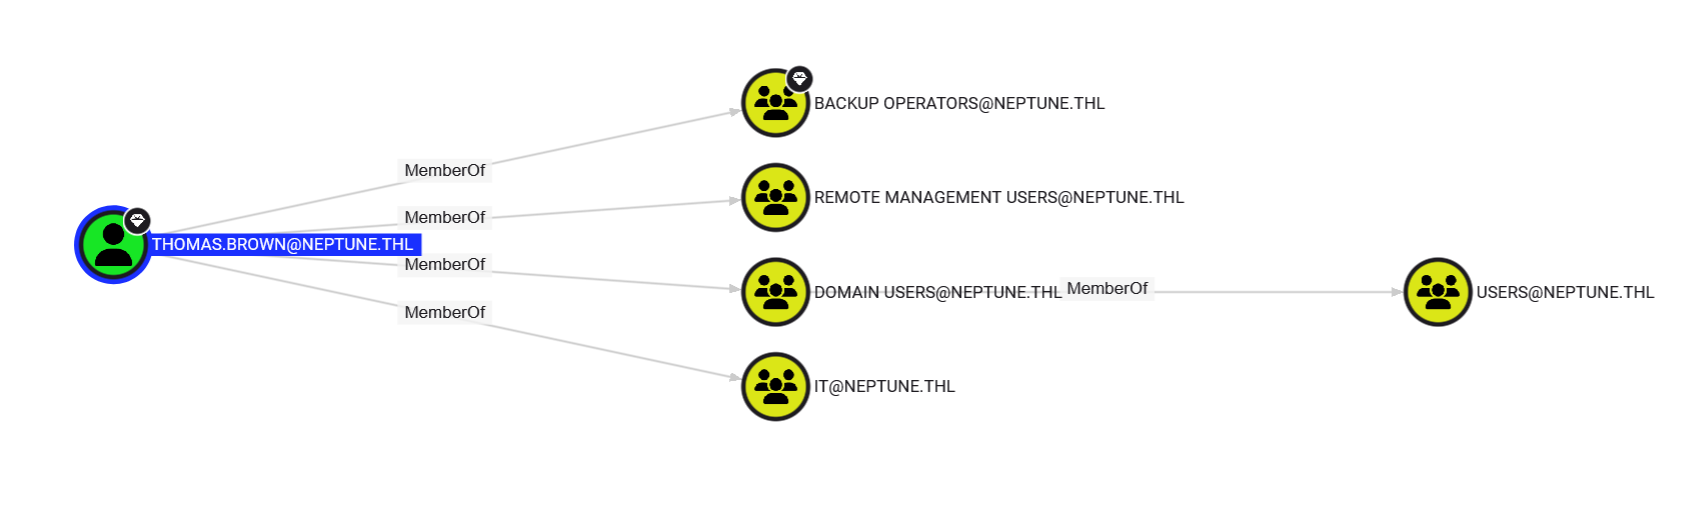 BACKUP OPERATORS@NEPTUNE.THL
MemberOf
REMOTE MANAGEMENT USERS@NEPTUNE.THL
MemberOf
THOMAS.BROWN@NEPTUNE.THL
MemberOf
DOMAIN USERS@NEPTUNE.THL
MemberOf
USERS@NEPTUNE.THL
MemberOf
IT@NEPTUNE.THL